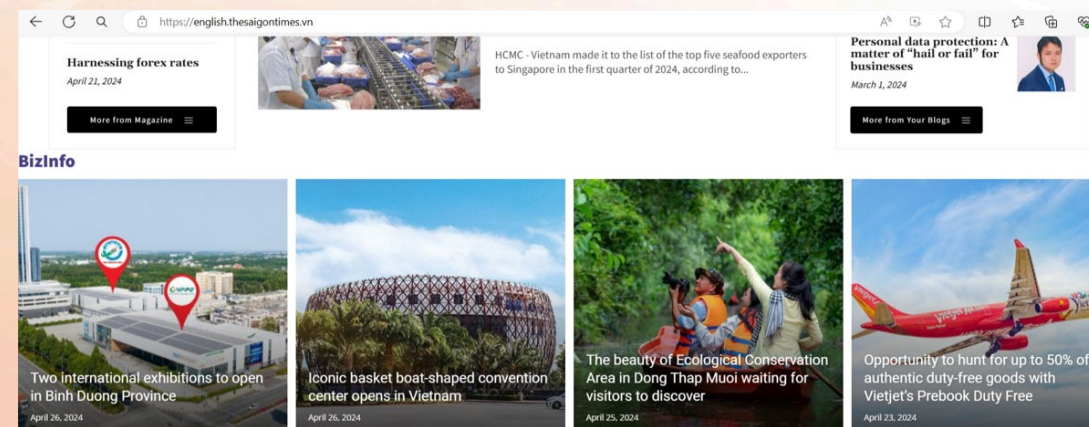 https://english.thesaigontimes.vn
Harnessing forex rates
April 21, 2024
More from Magazine
HCMC - Vietnam made it to the list of the top five seafood exporters
to Singapore in the first quarter of 2024, according to...
Personal data protection: A
matter of “hail or fail” for
businesses
March 1, 2024
More from Your Blogs
BizInfo
Two international exhibitions to open
in Binh Duong Province
April 26, 2024
Iconic basket boat-shaped convention
center opens in Vietnam
April 26, 2024
The beauty of Ecological Conservation
Area in Dong Thap Muoi waiting for
visitors to discover
April 25, 2024
Opportunity to hunt for up to 50% of
authentic duty-free goods with
Vietjet's Prebook Duty Free
April 23, 2024